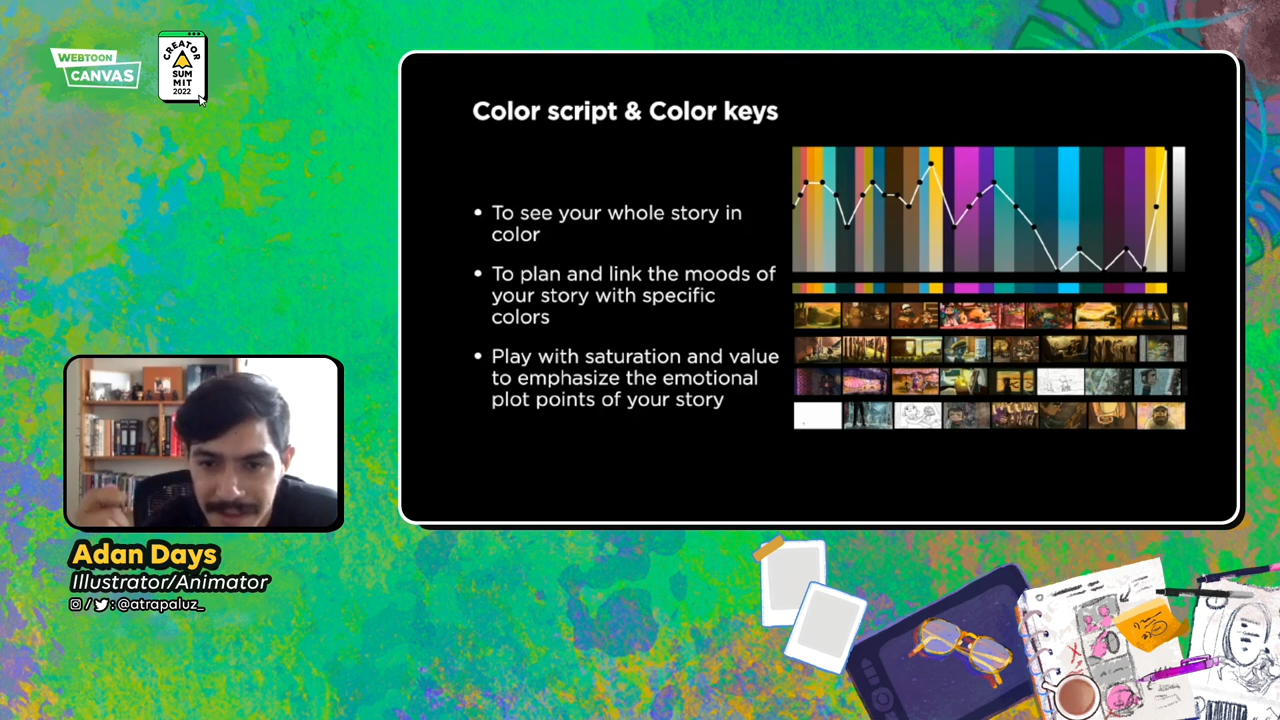 WEBTOON
CANVAS
CREATOR
SUM
MIT
2022
Color script & Color keys
• To see your whole story in
color
• To plan and link the moods of
your story with specific
colors
• Play with saturation and value
to emphasize the emotional
plot points of your story
Adan Days
Illustrator/Animator
/ : @atrapaluz_